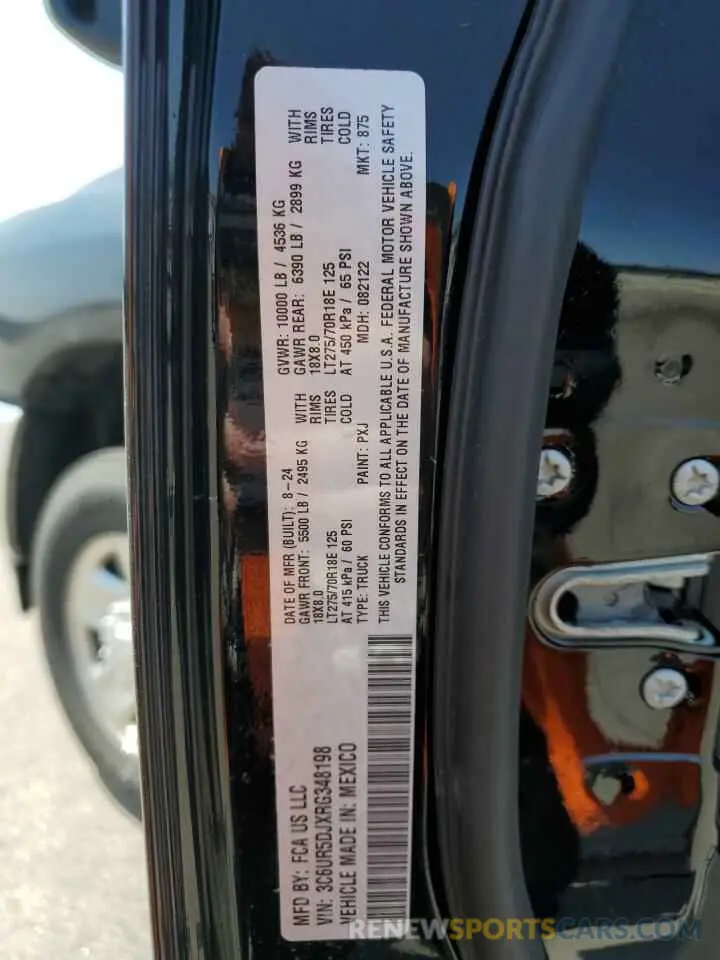 MFD BY: FCA US LLC
DATE OF MFR (BUILT): 8-24
GVWR: 10000 LB / 4536 KG
GAWR FRONT: 5500 LB / 2495 KG WITH
18X8.0 RIMS
LT275/70R18E 125 TIRES
AT 415 kPa / 60 PSI COLD
GAWR REAR: 6390 LB / 2899 KG WITH
18X8.0 RIMS
LT275/70R18E 125 TIRES
AT 450 kPa / 65 PSI COLD
VIN: 3C6UR5DJXRG348198
TYPE: TRUCK PAINT: PXJ MDH: 082122 MKT: 875
VEHICLE MADE IN: MEXICO
THIS VEHICLE CONFORMS TO ALL APPLICABLE U.S.A. FEDERAL MOTOR VEHICLE SAFETY
STANDARDS IN EFFECT ON THE DATE OF MANUFACTURE SHOWN ABOVE.
RENEWSPORTSCARS.COM